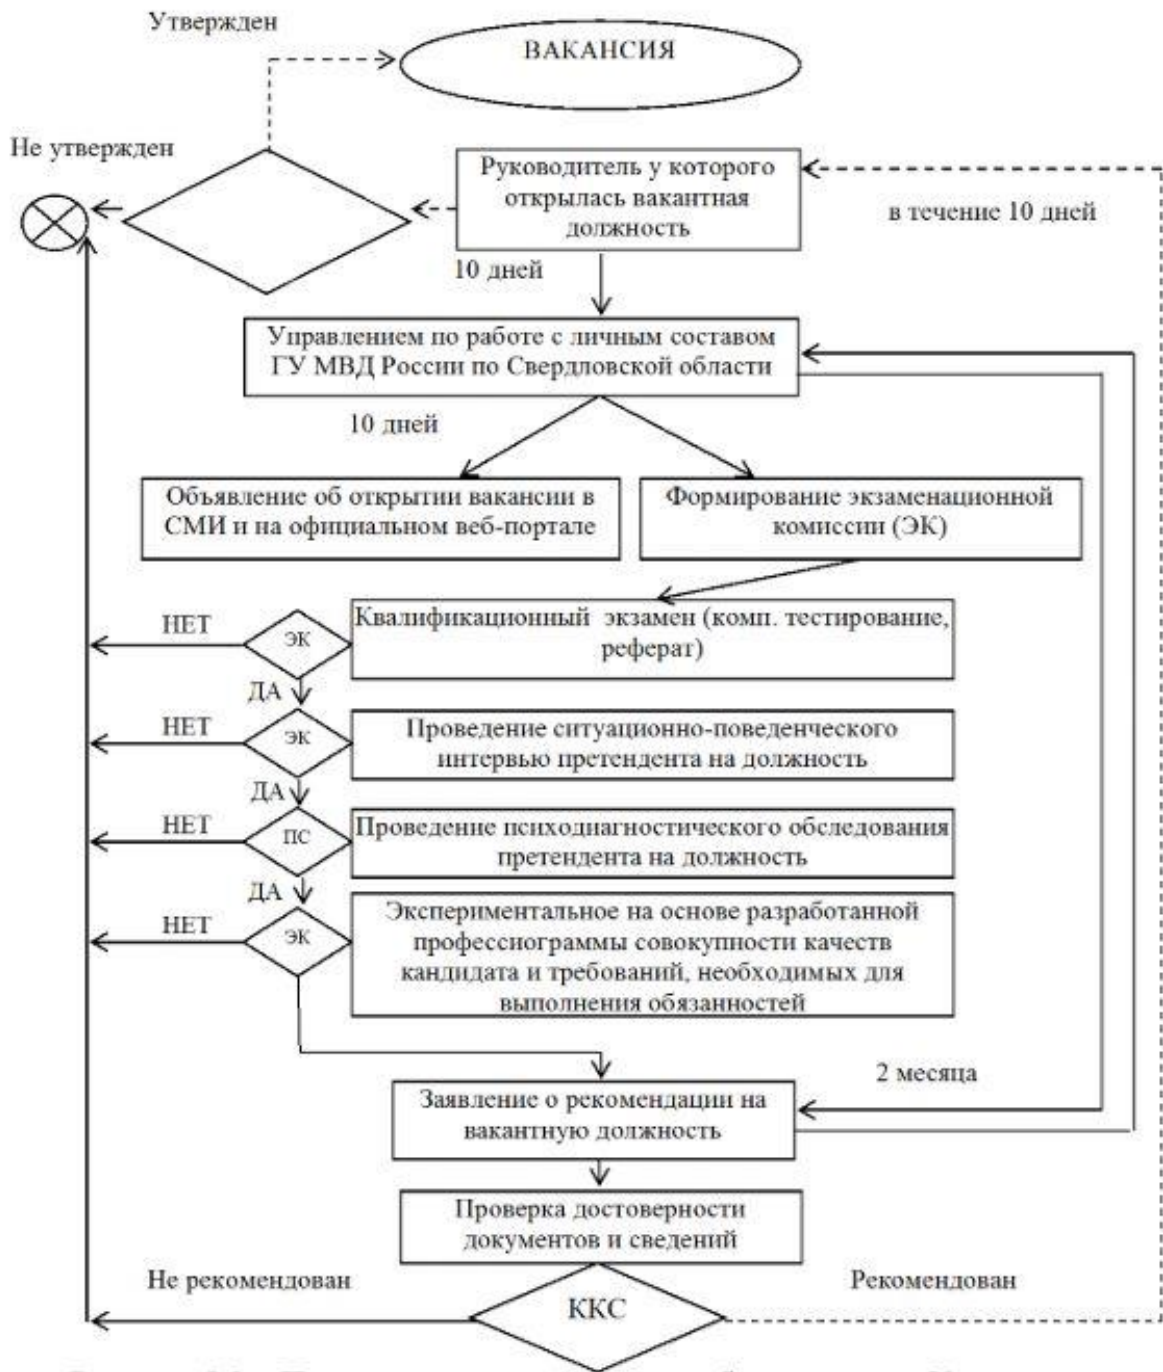 Утвержден
ВАКАНСИЯ
Не утвержден
Руководитель у которого
открылась вакантная
должность
в течение 10 дней
10 дней
Управлением по работе с личным составом
ГУ МВД России по Свердловской области
10 дней
Объявление об открытии вакансии в
СМИ и на официальном веб-портале
Формирование экзаменационной
комиссии (ЭК)
НЕТ
ЭК
Квалификационный экзамен (комп. тестирование,
реферат)
ДА
НЕТ
ЭК
Проведение ситуационно-поведенческого
интервью претендента на должность
ДА
НЕТ
ПС
Проведение психодиагностического обследования
претендента на должность
ДА
НЕТ
ЭК
Экспериментальное на основе разработанной
профессиограммы совокупности качеств
кандидата и требований, необходимых для
выполнения обязанностей
2 месяца
Заявление о рекомендации на
вакантную должность
Проверка достоверности
документов и сведений
Не рекомендован
Рекомендован
ККС